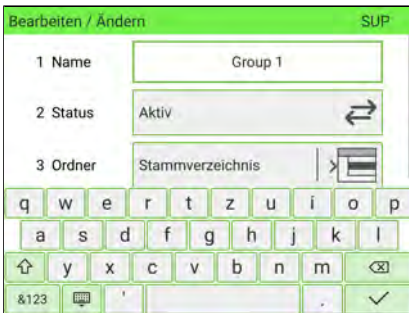 Bearbeiten / Ändern SUP
1 Name Group 1
2 Status Aktiv
3 Ordner Stammverzeichnis
q w e r t z u i o p
a s d f g h j k l
y x c v b n m
&123 ' .